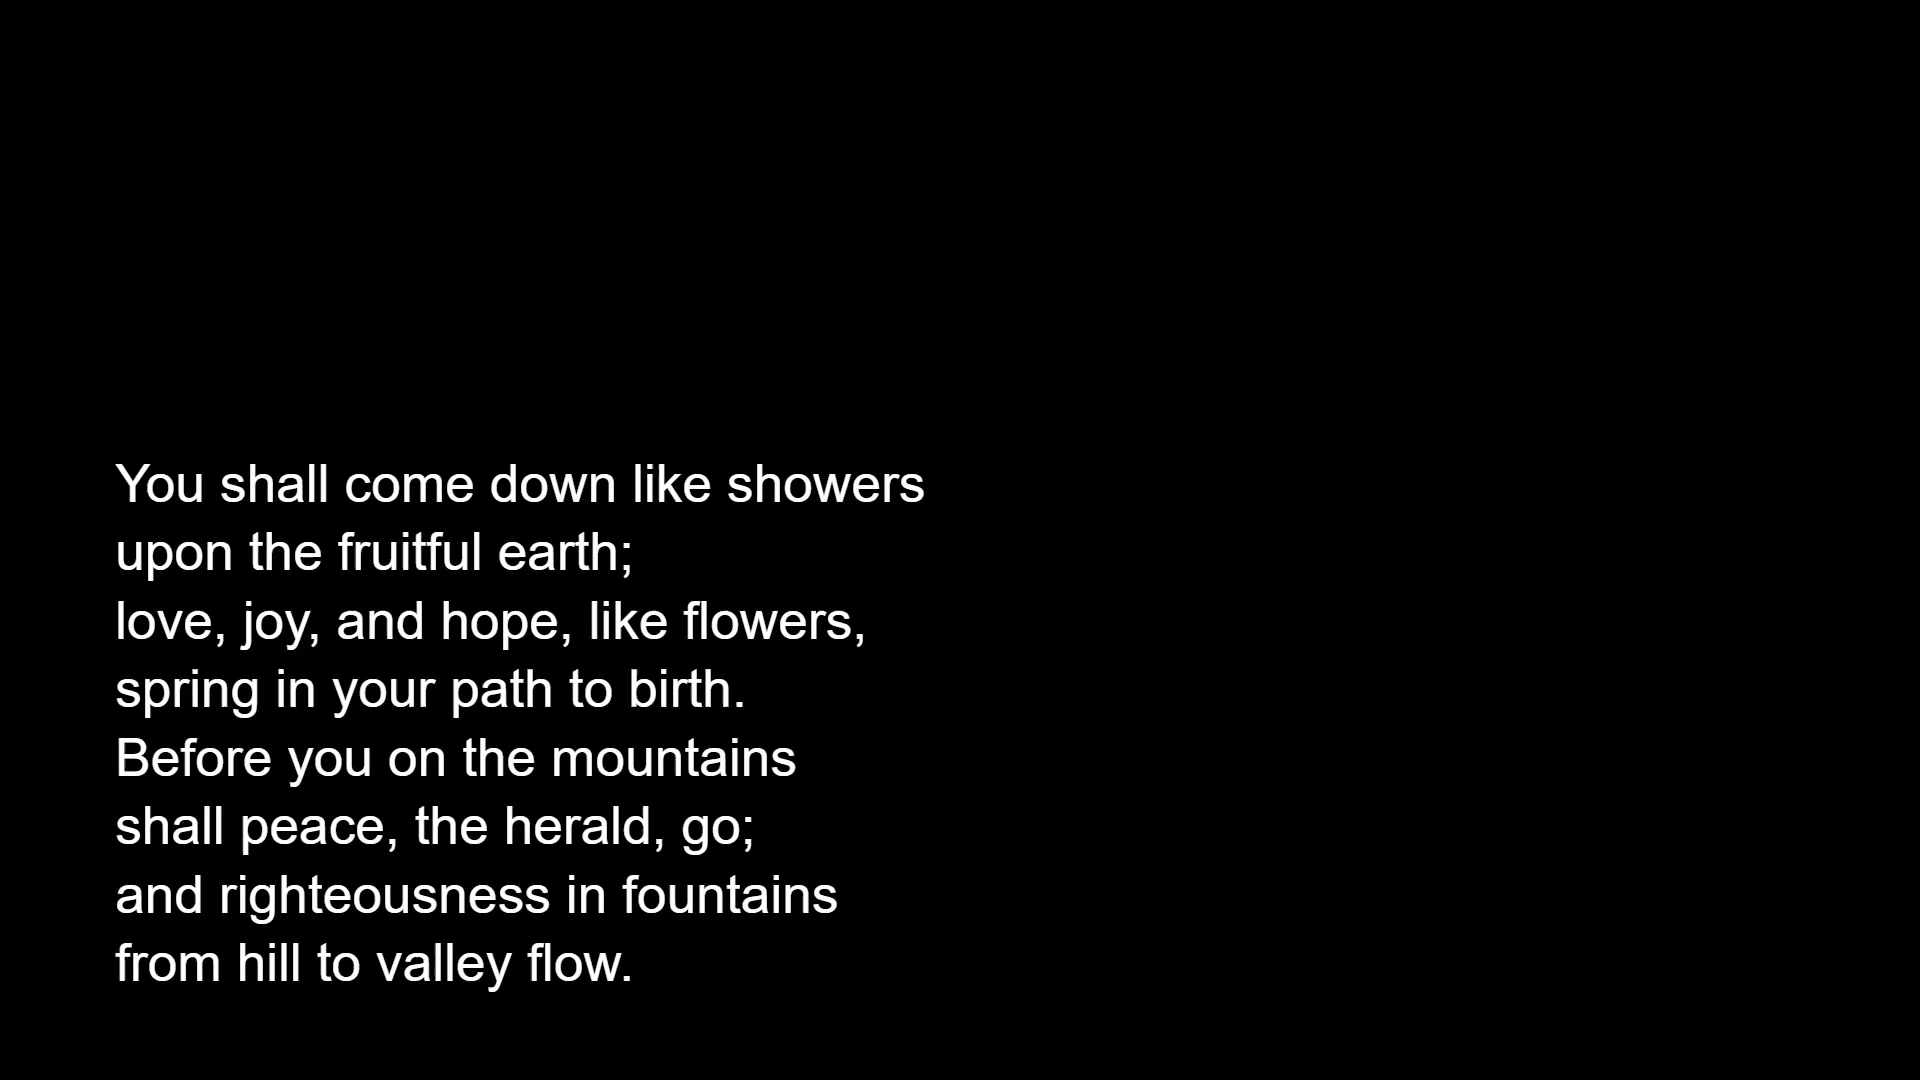 You shall come down like showers
upon the fruitful earth;
love, joy, and hope, like flowers,
spring in your path to birth.
Before you on the mountains
shall peace, the herald, go;
and righteousness in fountains
from hill to valley flow.